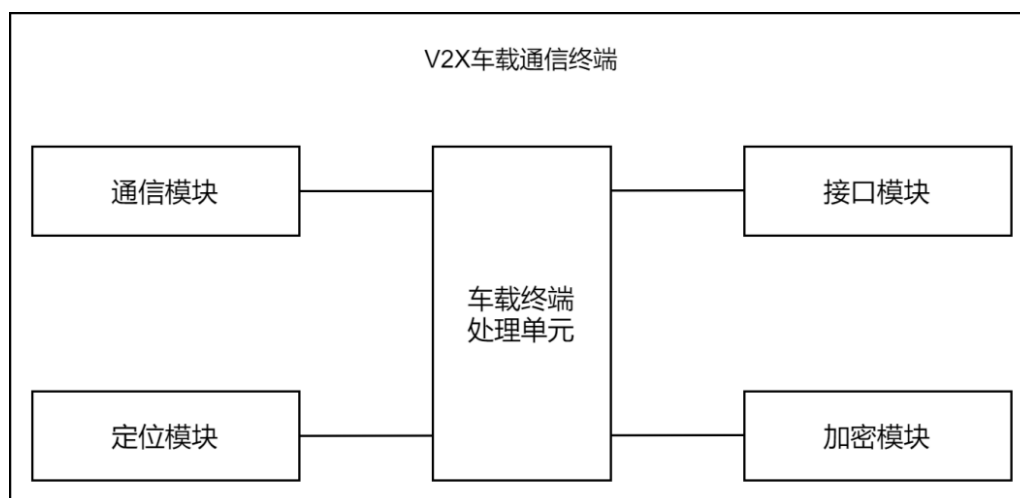 V2X车载通信终端
通信模块
接口模块
车载终端
处理单元
定位模块
加密模块